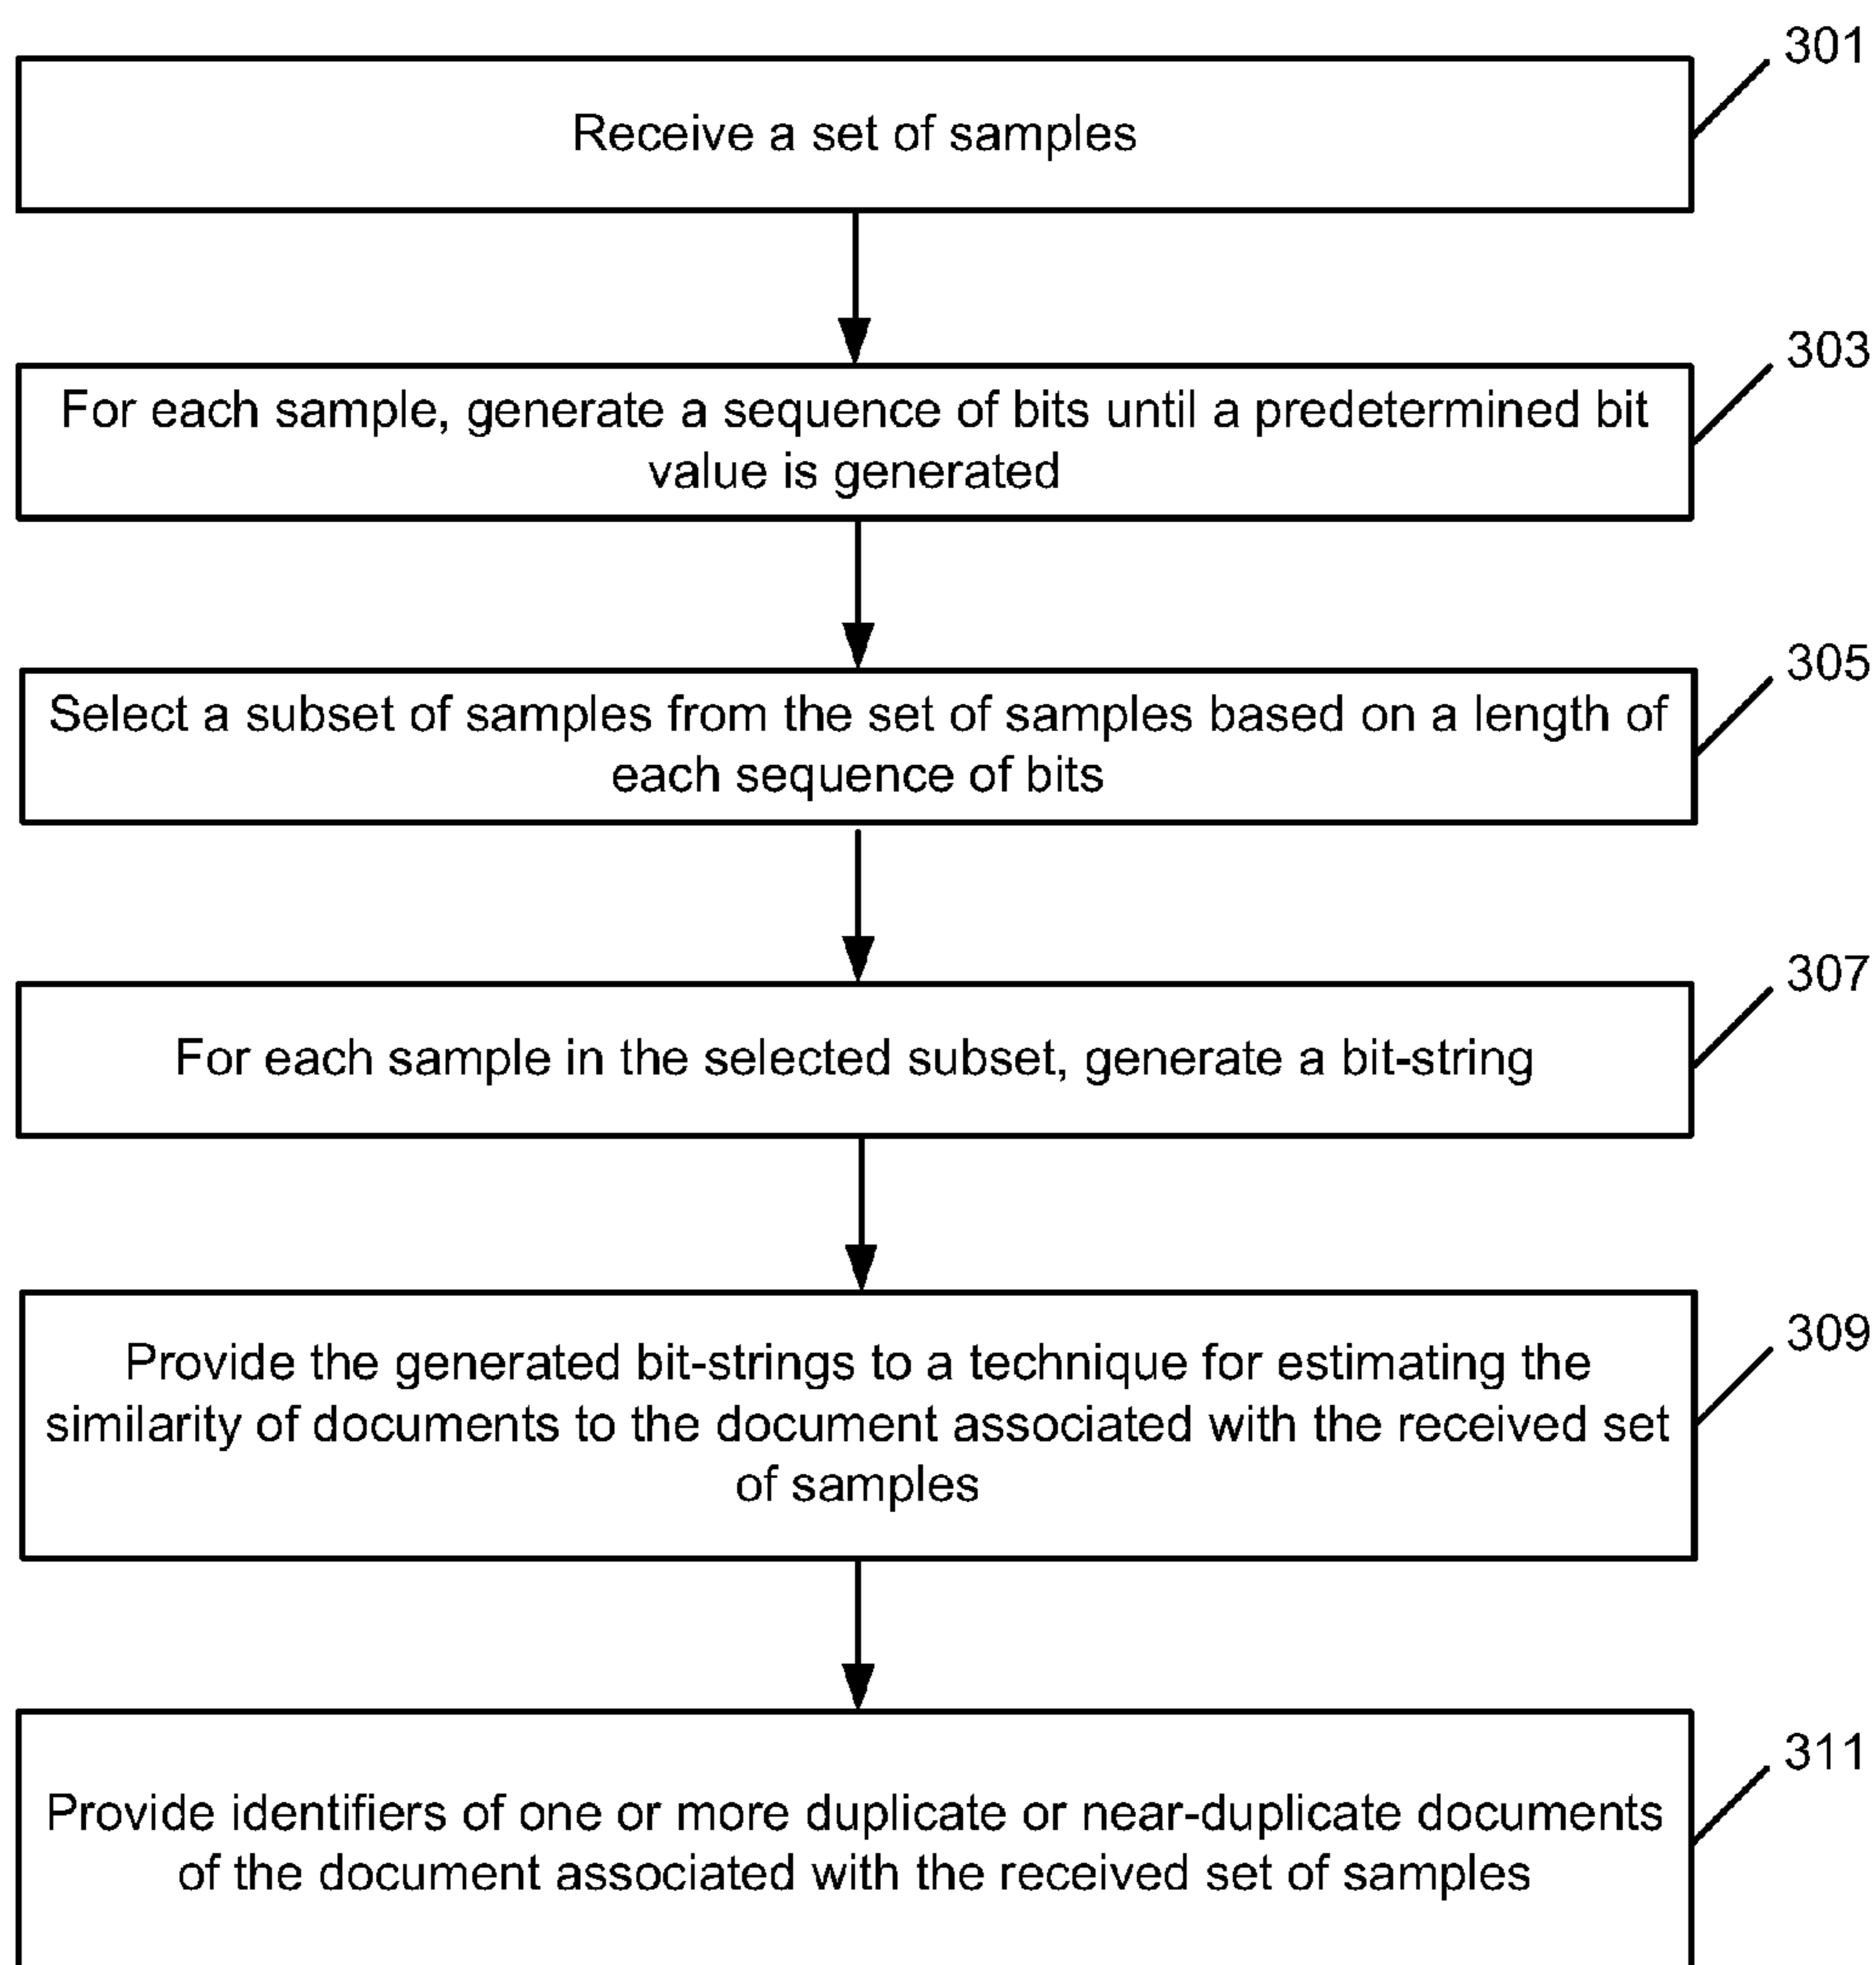 301
Receive a set of samples
303
For each sample, generate a sequence of bits until a predetermined bit
value is generated
305
Select a subset of samples from the set of samples based on a length of
each sequence of bits
307
For each sample in the selected subset, generate a bit-string
309
Provide the generated bit-strings to a technique for estimating the
similarity of documents to the document associated with the received set
of samples
311
Provide identifiers of one or more duplicate or near-duplicate documents
of the document associated with the received set of samples